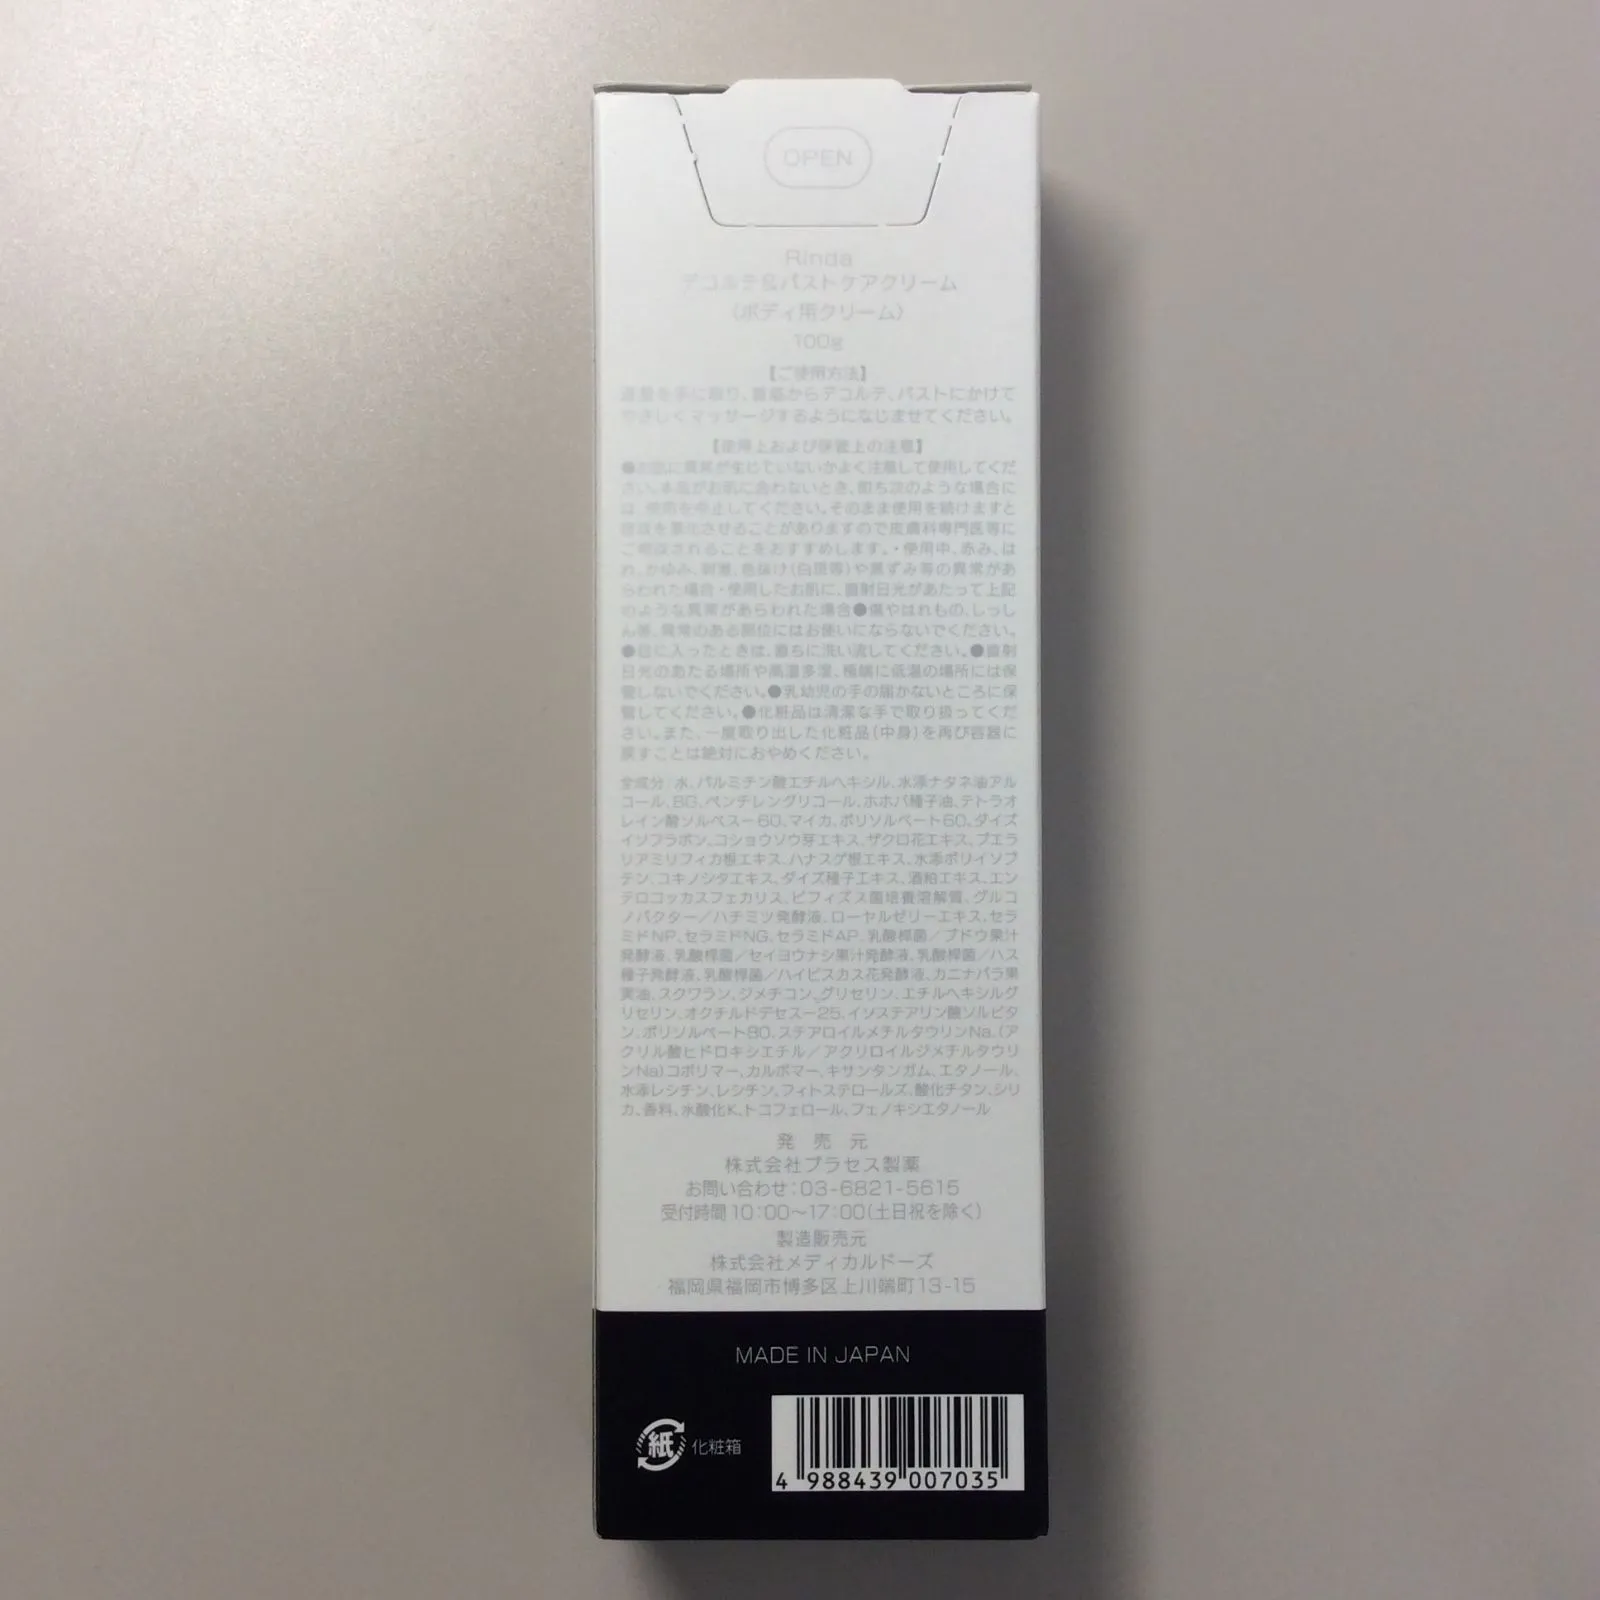 OPEN
Rinda
デコルテ&バストケアクリーム
〈ボディ用クリーム〉
100g
【ご使用方法】
適量を手に取り、首筋からデコルテ、バストにかけて
やさしくマッサージするようになじませてください。
【使用上および保管上の注意】
●お肌に異常が生じていないかよく注意して使用してくだ
さい。本品がお肌に合わないとき、即ち次のような場合に
は、使用を中止してください。そのまま使用を続けますと
症状を悪化させることがありますので皮膚科専門医等に
ご相談されることをおすすめします。・使用中、赤み、は
れ、かゆみ、刺激、色抜け(白斑等)や黒ずみ等の異常があ
らわれた場合・使用したお肌に、直射日光があたって上記
のような異常があらわれた場合●傷やはれもの、しっし
ん等、異常のある部位にはお使いにならないでください。
●目に入ったときは、直ちに洗い流してください。●直射
日光のあたる場所や高温多湿、極端に低温の場所には保
管しないでください。●乳幼児の手の届かないところに保
管してください。●化粧品は清潔な手で取り扱ってくだ
さい。また、一度取り出した化粧品(中身)を再び容器に
戻すことは絶対におやめください。
全成分 水、パルミチン酸エチルヘキシル、水添ナタネ油アル
コール、BG、ペンチレングリコール、ホホバ種子油、テトラオ
レイン酸ソルベス-60、マイカ、ポリソルベート60、ダイズ
イソフラボン、コショウソウ芽エキス、ザクロ花エキス、プエラ
リアミリフィカ根エキス、ハナスゲ根エキス、水添ポリイソブ
テン、ユキノシタエキス、ダイズ種子エキス、酒粕エキス、エン
テロコッカスフェカリス、ビフィズス菌培養溶解質、グルコ
ノバクター/ハチミツ発酵液、ローヤルゼリーエキス、セラ
ミドNP、セラミドNG、セラミドAP、乳酸桿菌/ブドウ果汁
発酵液、乳酸桿菌/セイヨウナシ果汁発酵液、乳酸桿菌/ハス
種子発酵液、乳酸桿菌/ハイビスカス花発酵液、カニナバラ果
実油、スクワラン、ジメチコン、グリセリン、エチルヘキシルグ
リセリン、オクチルドデセス-25、イソステアリン酸ソルビタ
ン、ポリソルベート80、ステアロイルメチルタウリンNa、(ア
クリル酸ヒドロキシエチル/アクリロイルジメチルタウリ
ンNa)コポリマー、カルボマー、キサンタンガム、エタノール、
水添レシチン、レシチン、フィトステロールズ、酸化チタン、シリ
カ、香料、水酸化K、トコフェロール、フェノキシエタノール
発 売 元
株式会社プラセス製薬
お問い合わせ:03-6821-5615
受付時間10:00〜17:00(土日祝を除く)
製造販売元
株式会社メディカルドーズ
福岡県福岡市博多区上川端町13-15
MADE IN JAPAN
紙 化粧箱
4 988439 007035